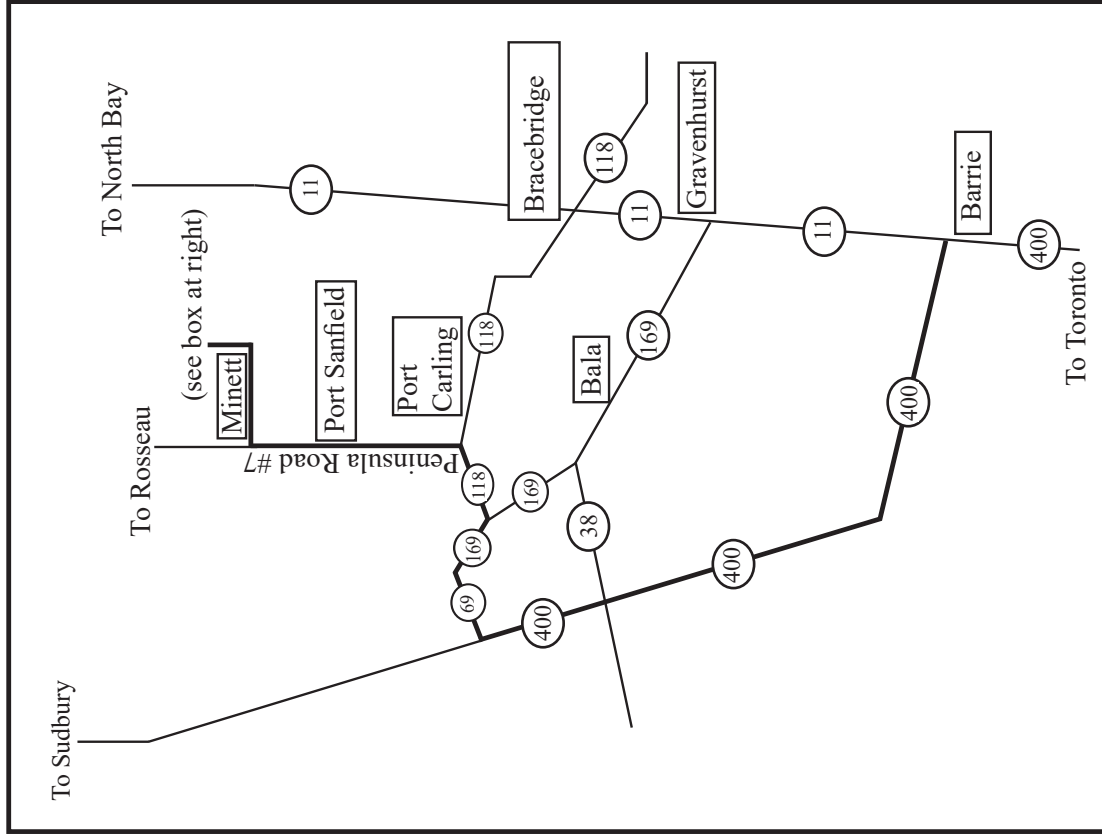 To Sudbury
To Rosseau
To North Bay
(see box at right)
Minett
11
Port Sanfield
Peninsula Road #7
Port
Carling
Bracebridge
118
118
118
69
169
169
11
Gravenhurst
Bala
169
38
400
11
400
400
Barrie
400
To Toronto